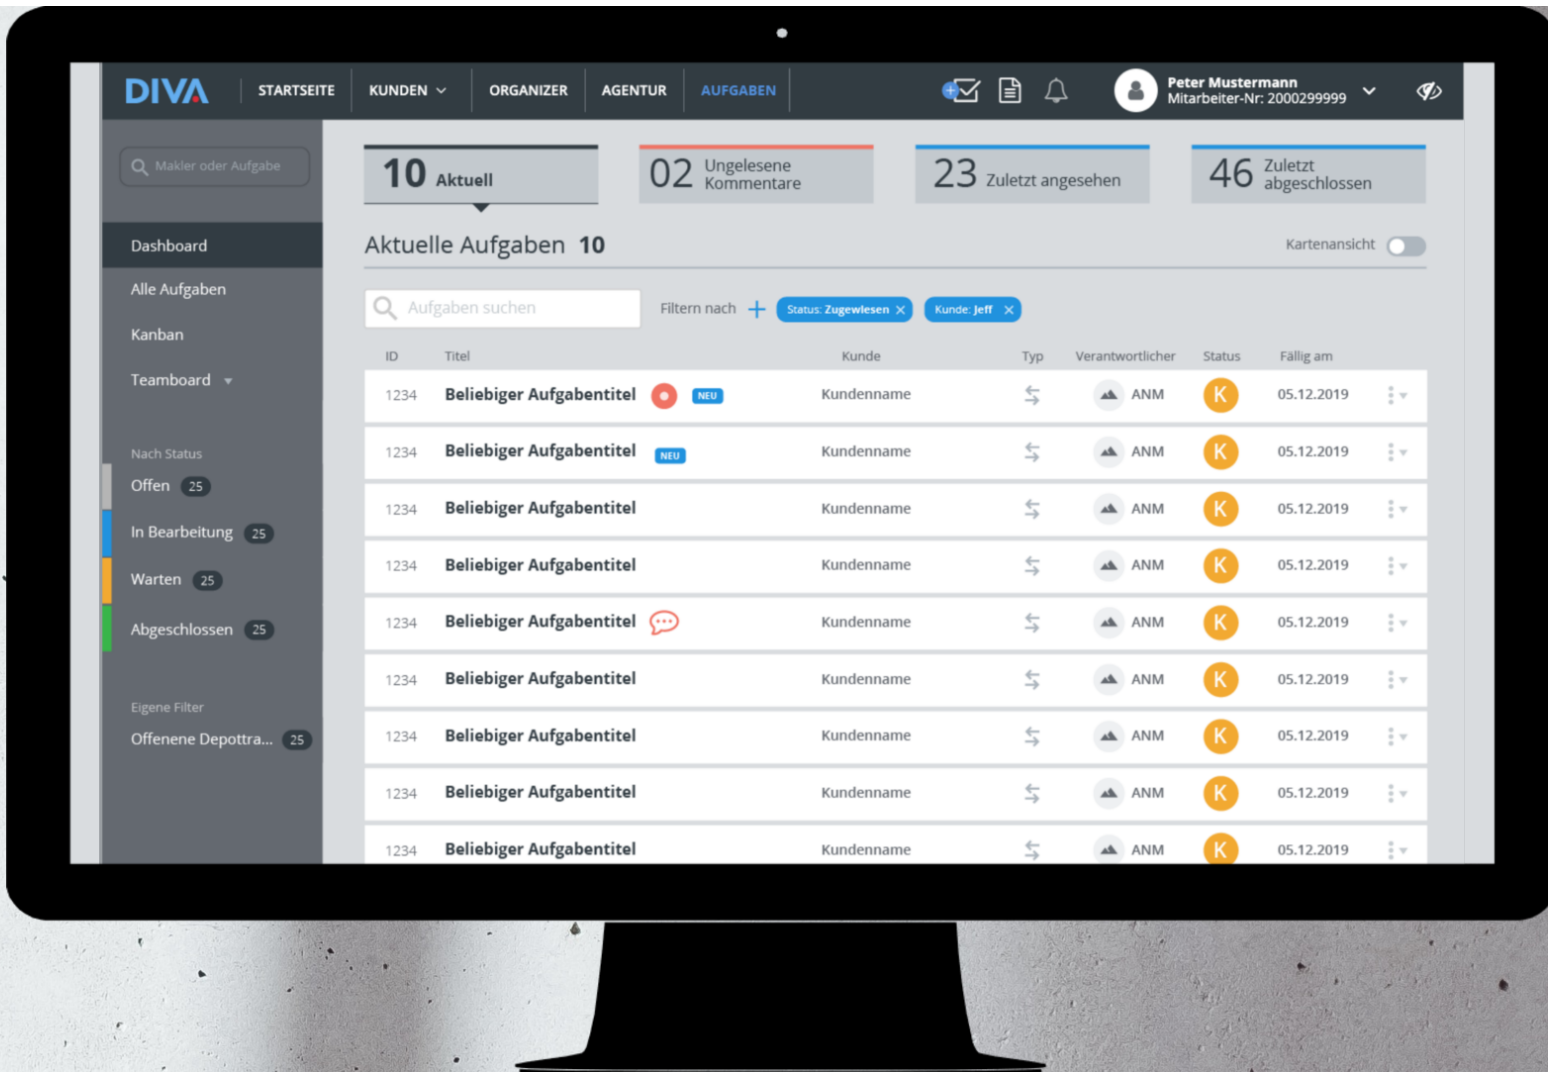 DIVA
STARTSEITE
KUNDEN
ORGANIZER
AGENTUR
AUFGABEN
Peter Mustermann
Mitarbeiter-Nr: 2000299999
Makler oder Aufgabe
Dashboard
Alle Aufgaben
Kanban
Teamboard
Nach Status
Offen 25
In Bearbeitung 25
Warten 25
Abgeschlossen 25
Eigene Filter
Offenene Depottra... 25
10 Aktuell
02 Ungelesene
Kommentare
23 Zuletzt angesehen
46 Zuletzt
abgeschlossen
Aktuelle Aufgaben 10
Kartenansicht
Aufgaben suchen
Filtern nach + Status: Zugewiesen × Kunde: Jeff ×
ID Titel Kunde Typ Verantwortlicher Status Fällig am
1234 Beliebiger Aufgabentitel NEU Kundenname ANM K 05.12.2019
1234 Beliebiger Aufgabentitel NEU Kundenname ANM K 05.12.2019
1234 Beliebiger Aufgabentitel Kundenname ANM K 05.12.2019
1234 Beliebiger Aufgabentitel Kundenname ANM K 05.12.2019
1234 Beliebiger Aufgabentitel Kundenname ANM K 05.12.2019
1234 Beliebiger Aufgabentitel Kundenname ANM K 05.12.2019
1234 Beliebiger Aufgabentitel Kundenname ANM K 05.12.2019
1234 Beliebiger Aufgabentitel Kundenname ANM K 05.12.2019
1234 Beliebiger Aufgabentitel Kundenname ANM K 05.12.2019